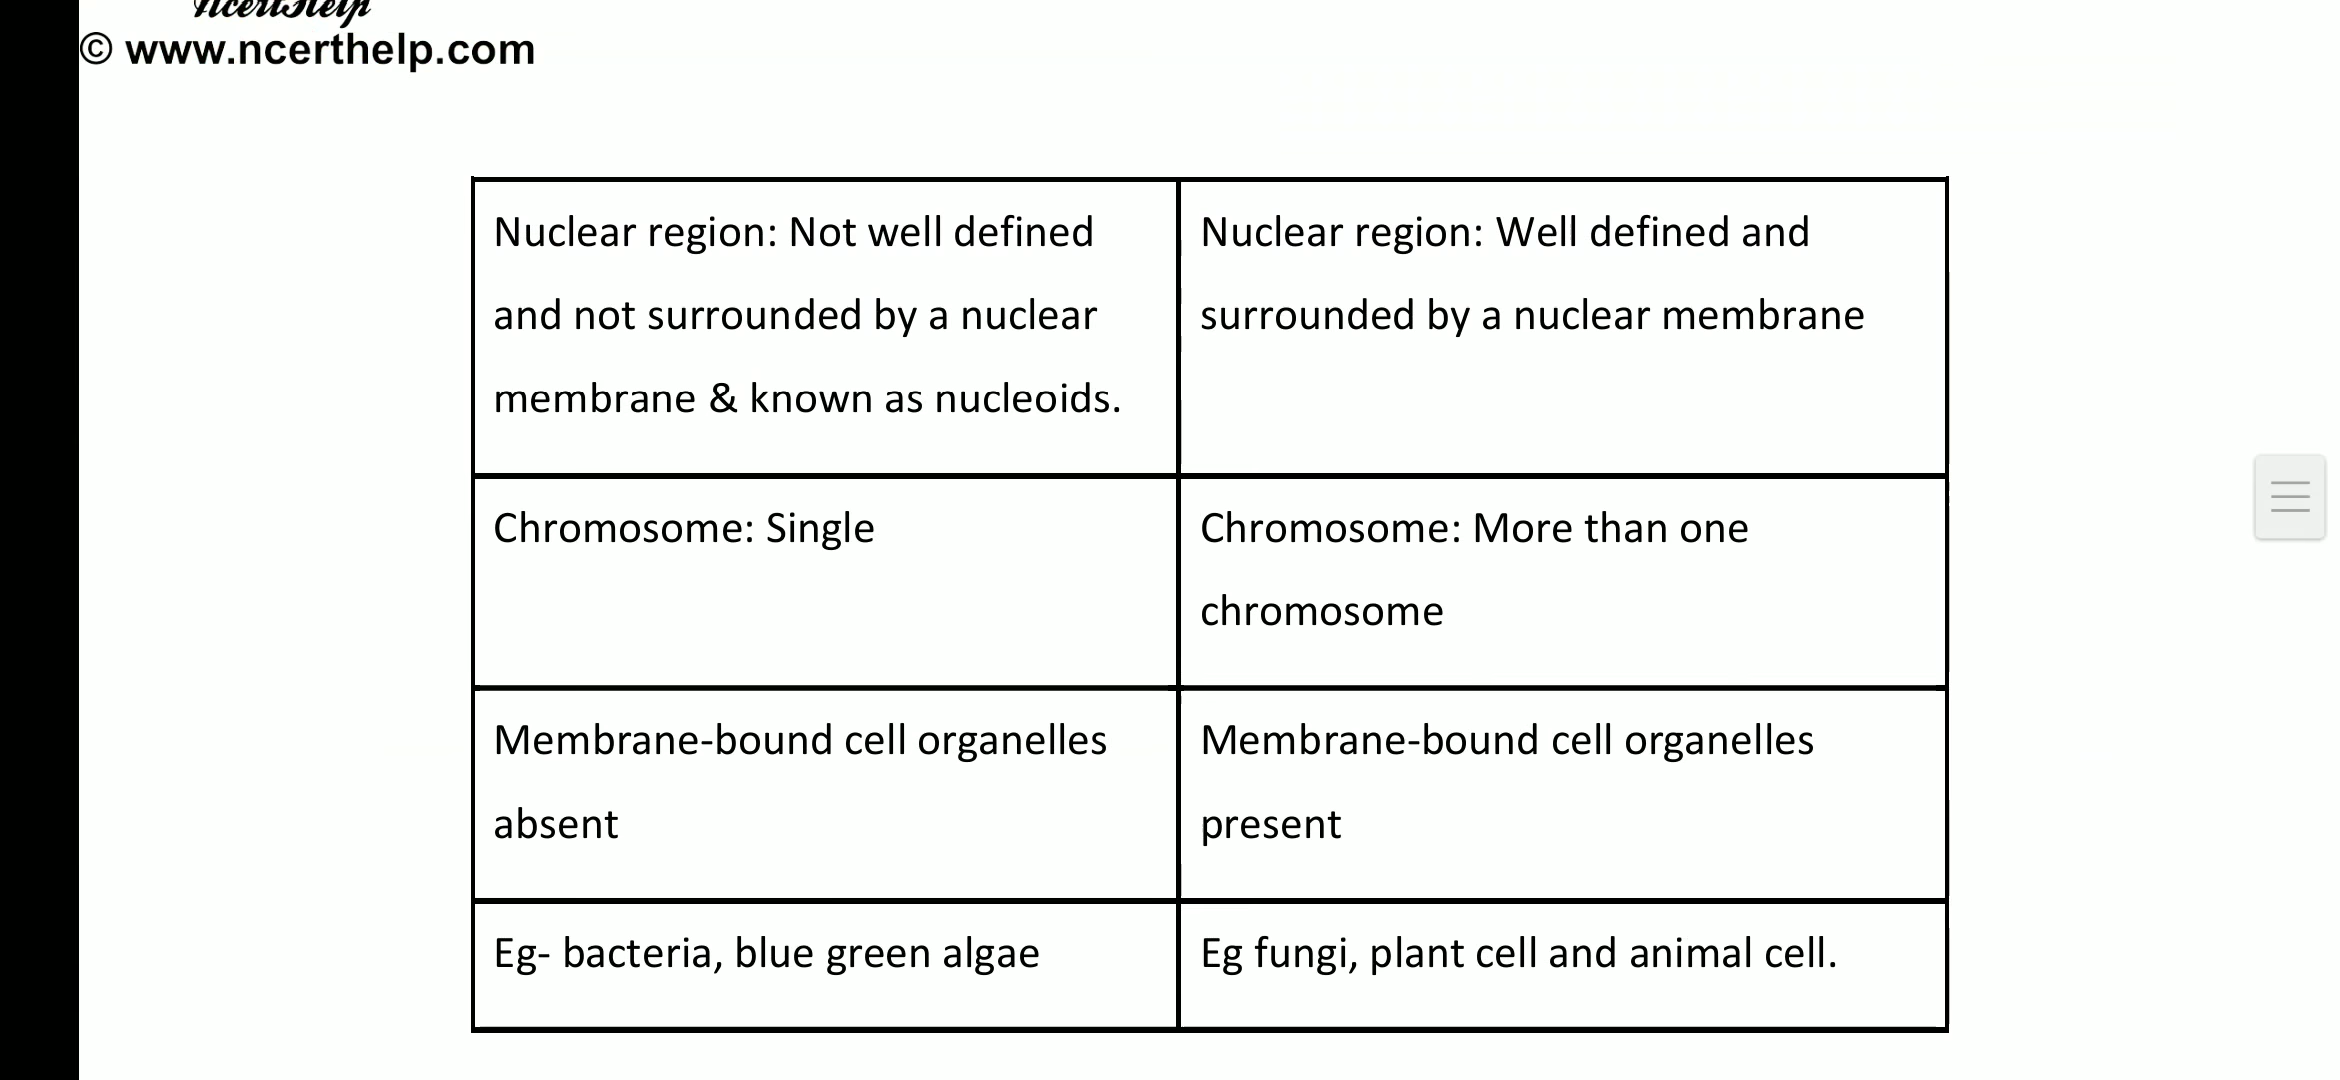 NcertHelp
© www.ncerthelp.com
Nuclear region: Not well defined
and not surrounded by a nuclear
membrane & known as nucleoids.
Nuclear region: Well defined and
surrounded by a nuclear membrane
Chromosome: Single
Chromosome: More than one
chromosome
Membrane-bound cell organelles
absent
Membrane-bound cell organelles
present
Eg- bacteria, blue green algae
Eg fungi, plant cell and animal cell.